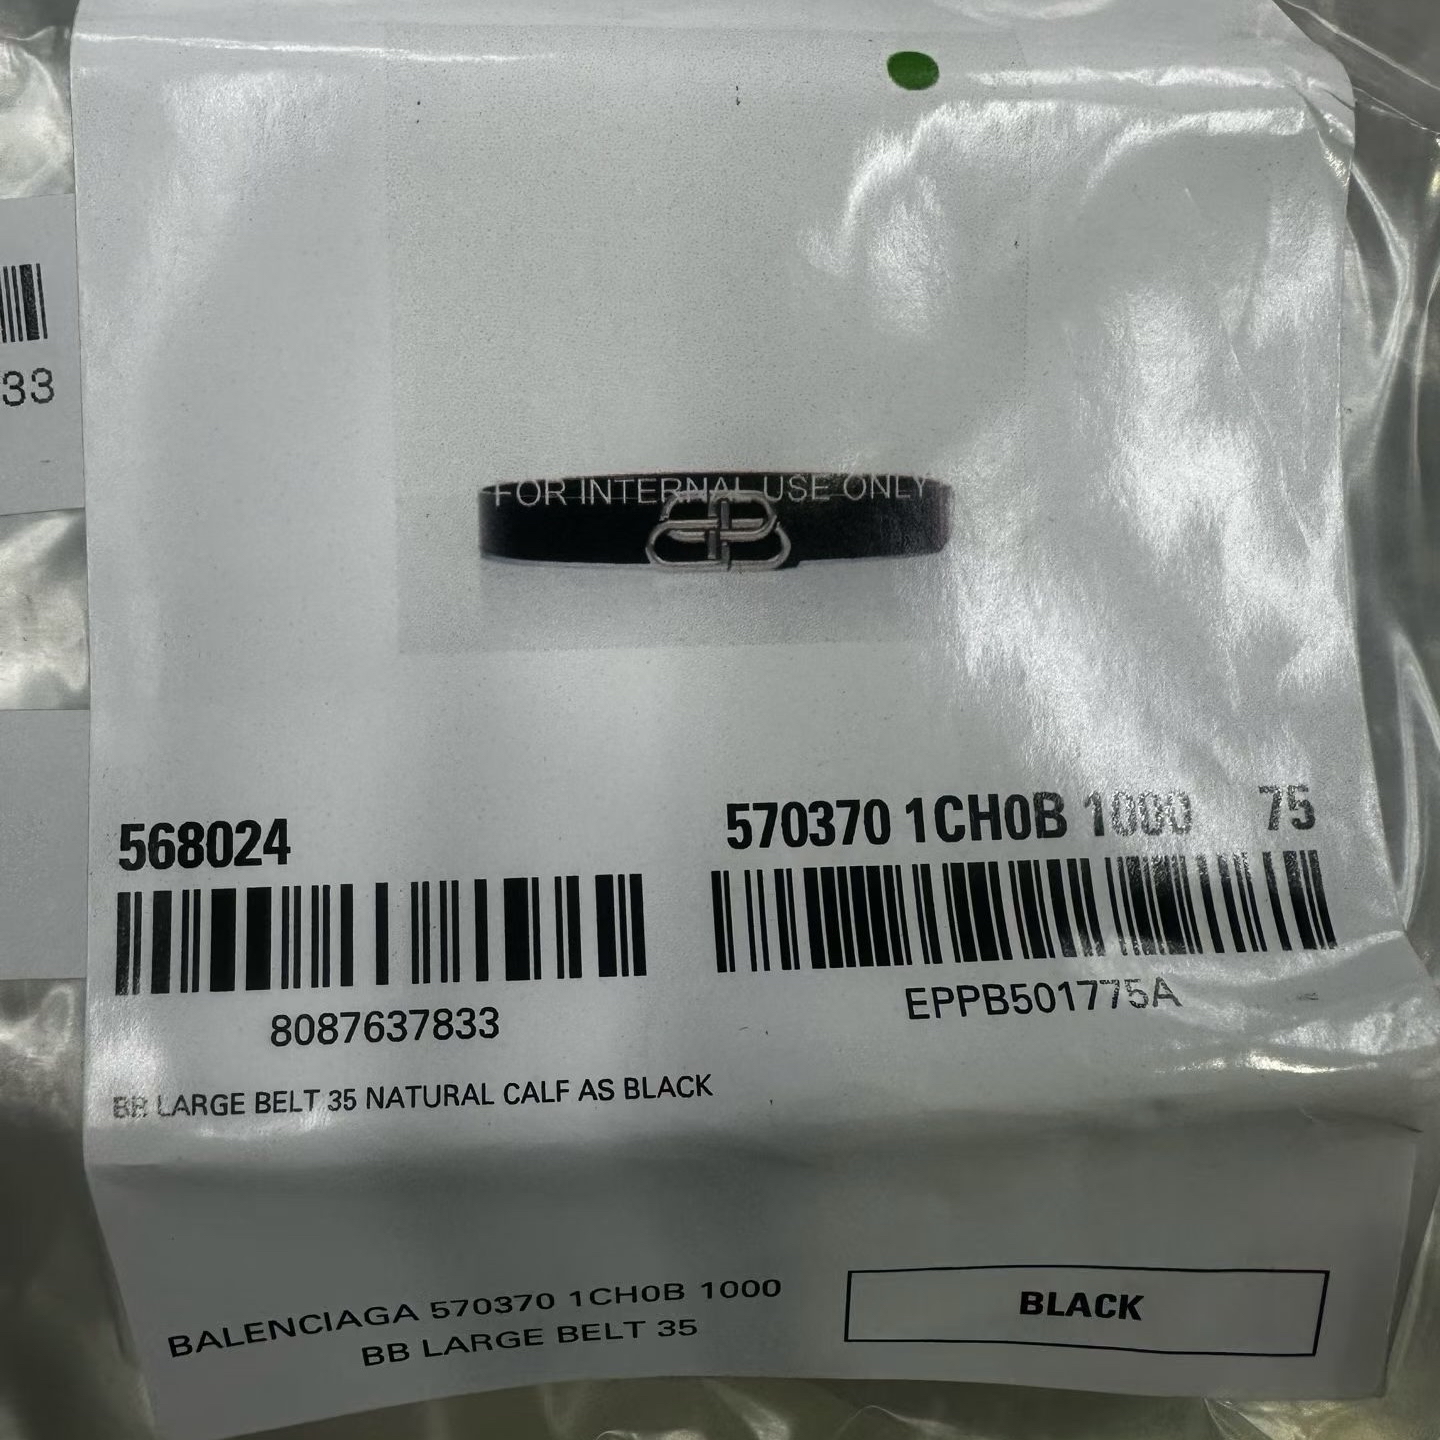 33
FOR INTERNAL USE ONLY
568024
570370 1CH0B 1000 75
8087637833
EPPB501775A
BB LARGE BELT 35 NATURAL CALF AS BLACK
BALENCIAGA 570370 1CH0B 1000
BB LARGE BELT 35
BLACK